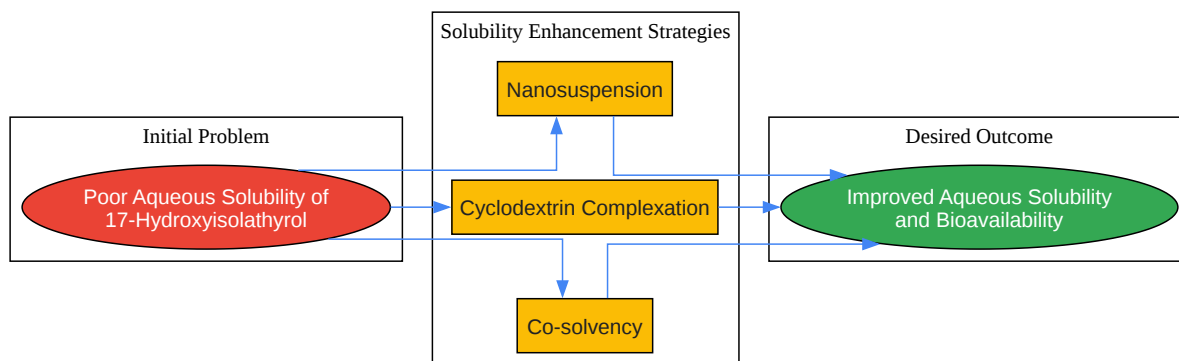 Solubility Enhancement Strategies
Nanosuspension
Initial Problem
Desired Outcome
Poor Aqueous Solubility of
17-Hydroxyisolathyrol
Cyclodextrin Complexation
Improved Aqueous Solubility
and Bioavailability
Co-solvency